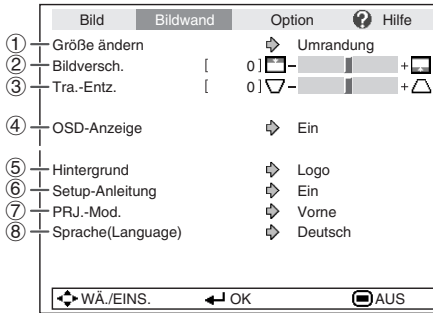 Bild Bildwand Option ? Hilfe
① Größe ändern Umrandung
② Bildversch. [ 0 ] − +
③ Tra.-Entz. [ 0 ] − +
④ OSD-Anzeige Ein
⑤ Hintergrund Logo
⑥ Setup-Anleitung Ein
⑦ PRJ.-Mod. Vorne
⑧ Sprache(Language) Deutsch
WÄ./EINS. OK AUS